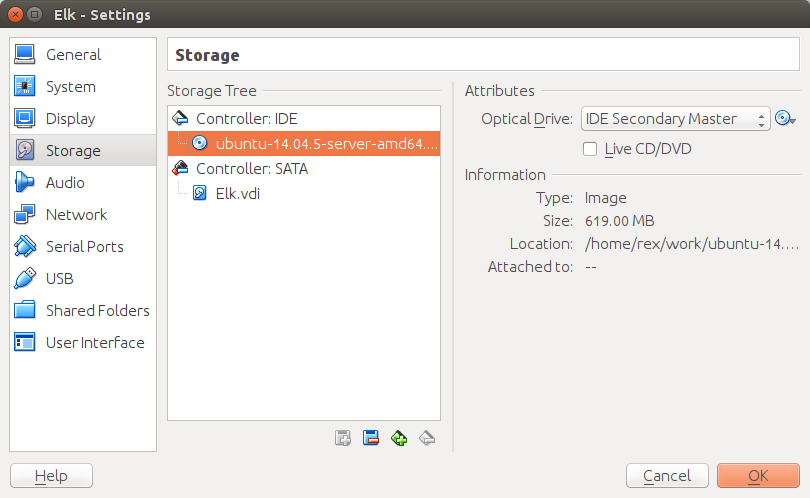 Elk - Settings
General
System
Display
Storage
Audio
Network
Serial Ports
USB
Shared Folders
User Interface
Storage
Storage Tree
Controller: IDE
ubuntu-14.04.5-server-amd64....
Controller: SATA
Elk.vdi
Attributes
Optical Drive: IDE Secondary Master
Live CD/DVD
Information
Type: Image
Size: 619.00 MB
Location: /home/rex/work/ubuntu-14....
Attached to: --
Help
Cancel
OK